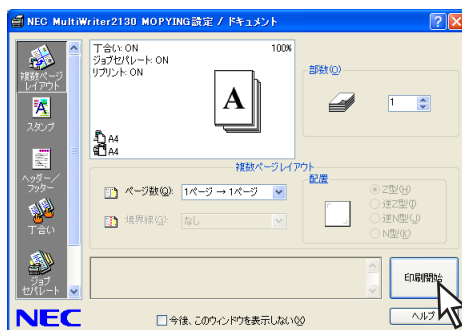 NEC MultiWriter2130 MOPYING設定 / ドキュメント
複数ページ
レイアウト
スタンプ
ヘッダー／
フッター
丁合い
ジョブ
セパレート
丁合い: ON
ジョブセパレート: ON
リプリント: ON
100%
A
A4
A4
部数(O)
1
複数ページレイアウト
ページ数(Q):
1ページ → 1ページ
境界線(G):
なし
配置
Z型(H)
逆Z型(I)
逆N型(J)
N型(K)
印刷開始
NEC
今後、このウィンドウを表示しない(X)
ヘルプ